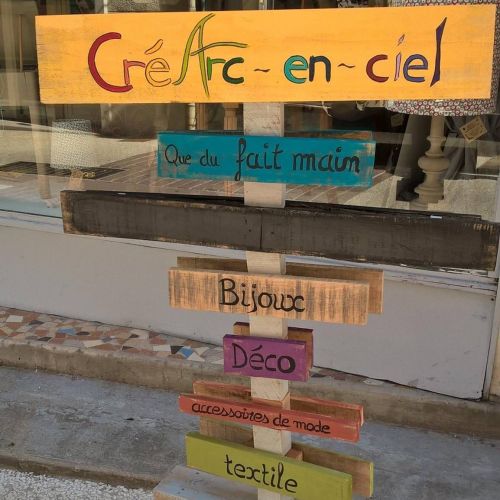 CréArc~en~ciel
Que du fait main
Bijoux
Déco
accessoires de mode
textile